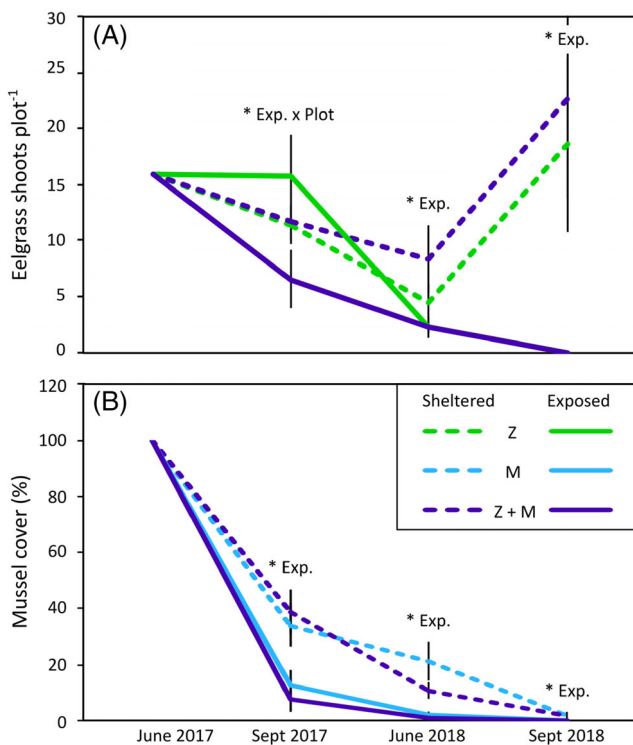 (A)
Eelgrass shoots plot⁻¹
30
25
20
15
10
5
0
* Exp. x Plot
* Exp.
* Exp.
(B)
Mussel cover (%)
120
100
80
60
40
20
0
* Exp.
* Exp.
* Exp.
Sheltered Exposed
Z
M
Z + M
June 2017 Sept 2017 June 2018 Sept 2018